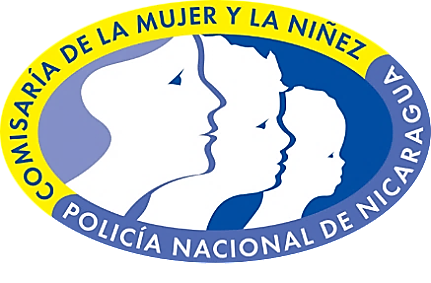 COMISARÍA DE LA MUJER Y LA NIÑEZ
POLICÍA NACIONAL DE NICARAGUA